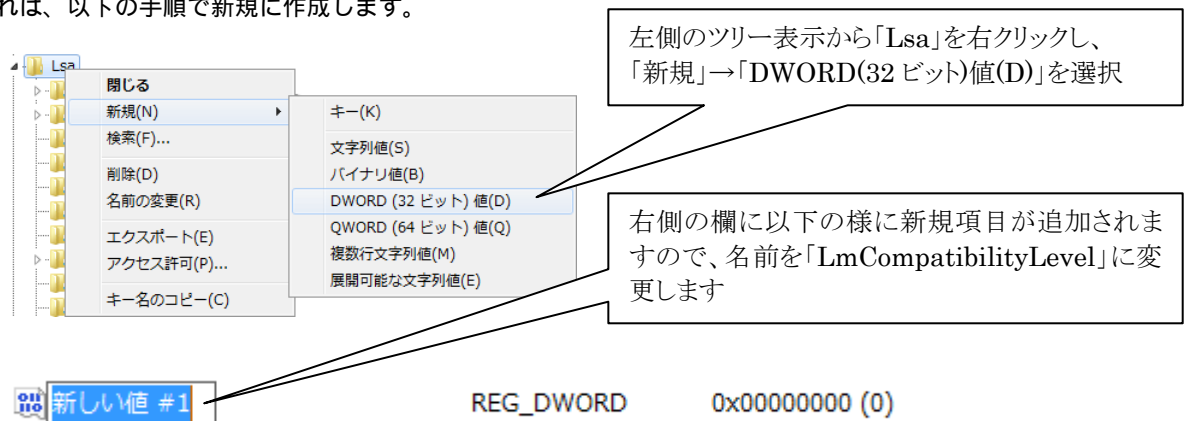 れば、以下の手順で新規に作成します。
左側のツリー表示から「Lsa」を右クリックし、
「新規」→「DWORD(32 ビット)値(D)」を選択
Lsa
閉じる
新規(N)
検索(F)...
削除(D)
名前の変更(R)
エクスポート(E)
アクセス許可(P)...
キー名のコピー(C)
キー(K)
文字列値(S)
バイナリ値(B)
DWORD (32 ビット) 値(D)
QWORD (64 ビット) 値(Q)
複数行文字列値(M)
展開可能な文字列値(E)
右側の欄に以下の様に新規項目が追加されま
すので、名前を「LmCompatibilityLevel」に変
更します
新しい値 #1 REG_DWORD 0x00000000 (0)